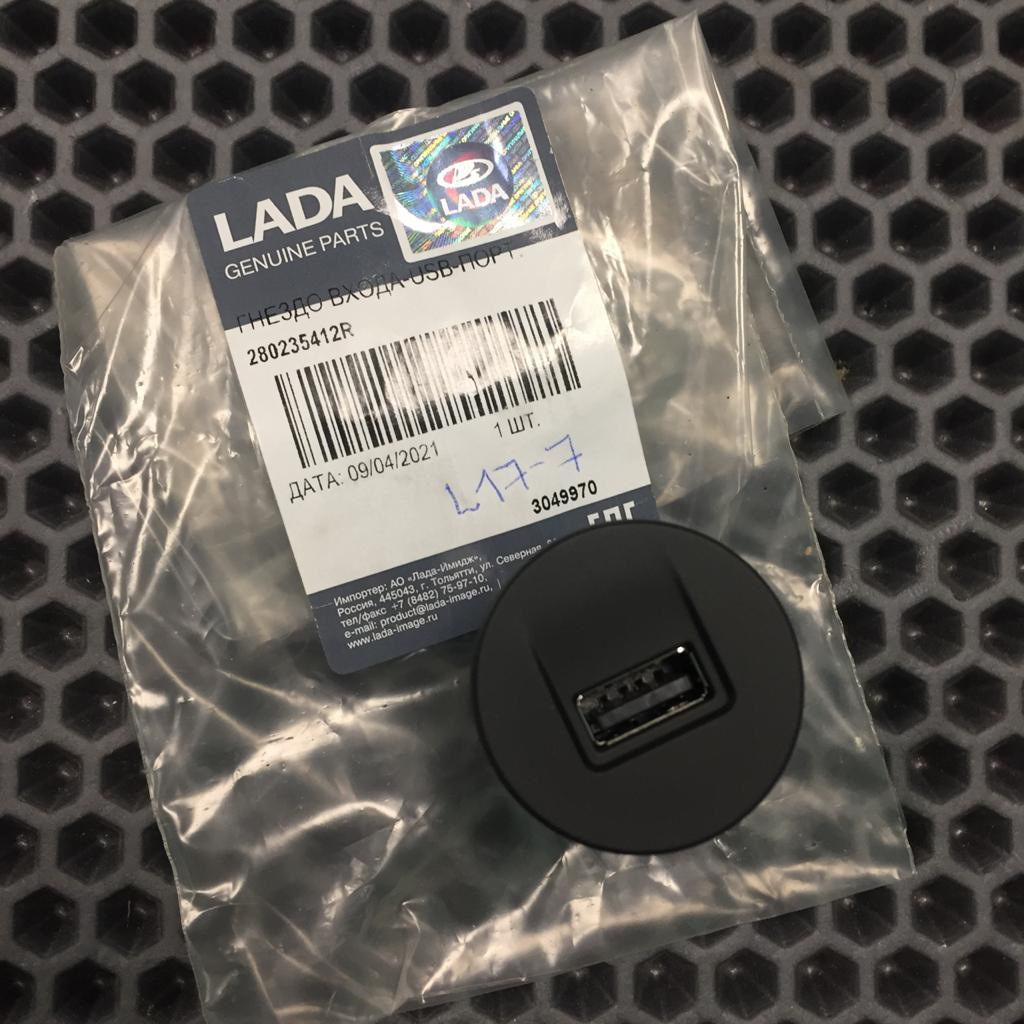 LADA
GENUINE PARTS
LADA
ГНЕЗДО ВХОДА-USB-ПОРТ.
280235412R
ДАТА: 09/04/2021
1 ШТ.
L17-7
3049970
Импортер: АО «Лада-Имидж»,
Россия, 445043, г. Тольятти, ул. Северная
тел/факс +7 (8482) 75-97-10,
e-mail: product@lada-image.ru,
www.lada-image.ru